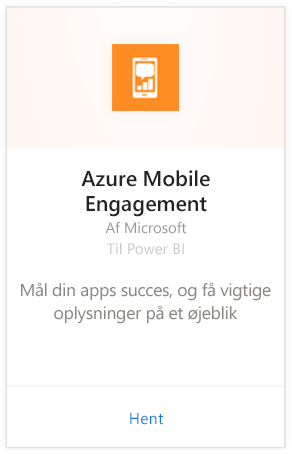 Azure Mobile
Engagement
Af Microsoft
Til Power BI
Mål din apps succes, og få vigtige
oplysninger på et øjeblik
Hent